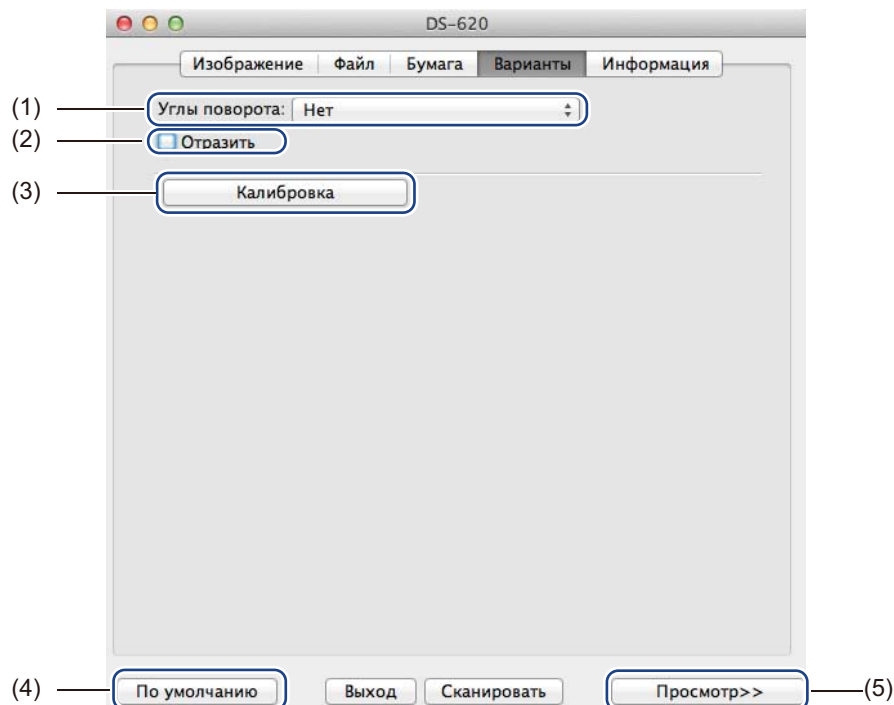 DS-620
Изображение Файл Бумага Варианты Информация
(1) Углы поворота: Нет
(2) Отразить
(3) Калибровка
(4) По умолчанию Выход Сканировать Просмотр>> (5)